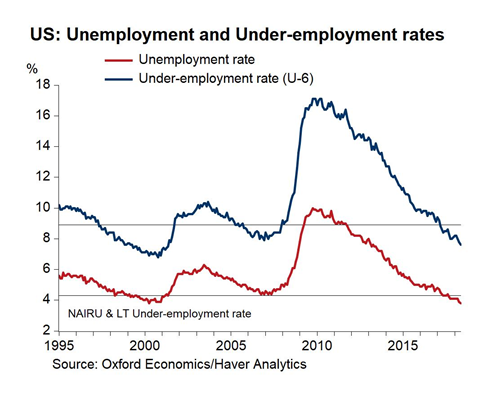 US: Unemployment and Under-employment rates
%
Unemployment rate
Under-employment rate (U-6)
18
16
14
12
10
8
6
4
2
NAIRU & LT Under-employment rate
1995 2000 2005 2010 2015
Source: Oxford Economics/Haver Analytics